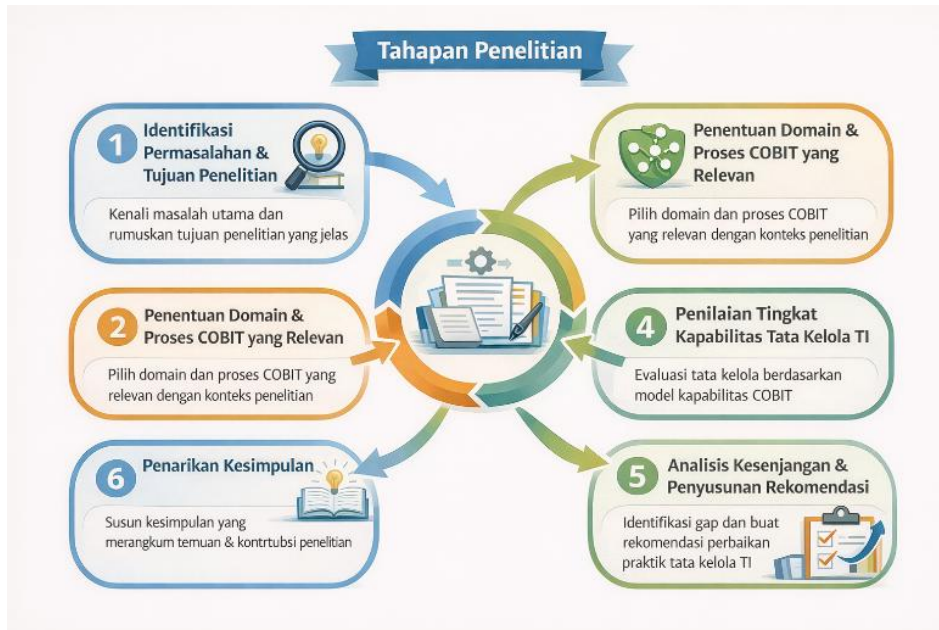 Tahapan Penelitian
1
Identifikasi
Permasalahan &
Tujuan Penelitian
Kenali masalah utama dan
rumuskan tujuan penelitian yang jelas
Penentuan Domain &
Proses COBIT yang
Relevan
Pilih domain dan proses COBIT
yang relevan dengan konteks penelitian
2
Penentuan Domain &
Proses COBIT yang Relevan
Pilih domain dan proses COBIT yang
relevan dengan konteks penelitian
4
Penilaian Tingkat
Kapabilitas Tata Kelola TI
Evaluasi tata kelola berdasarkan
model kapabilitas COBIT
6
Penarikan Kesimpulan
Susun kesimpulan yang
merangkum temuan & kontrtubsi penelitian
5
Analisis Kesenjangan &
Penyusunan Rekomendasi
Identifikasi gap dan buat
rekomendasi perbaikan
praktik tata kelola TI